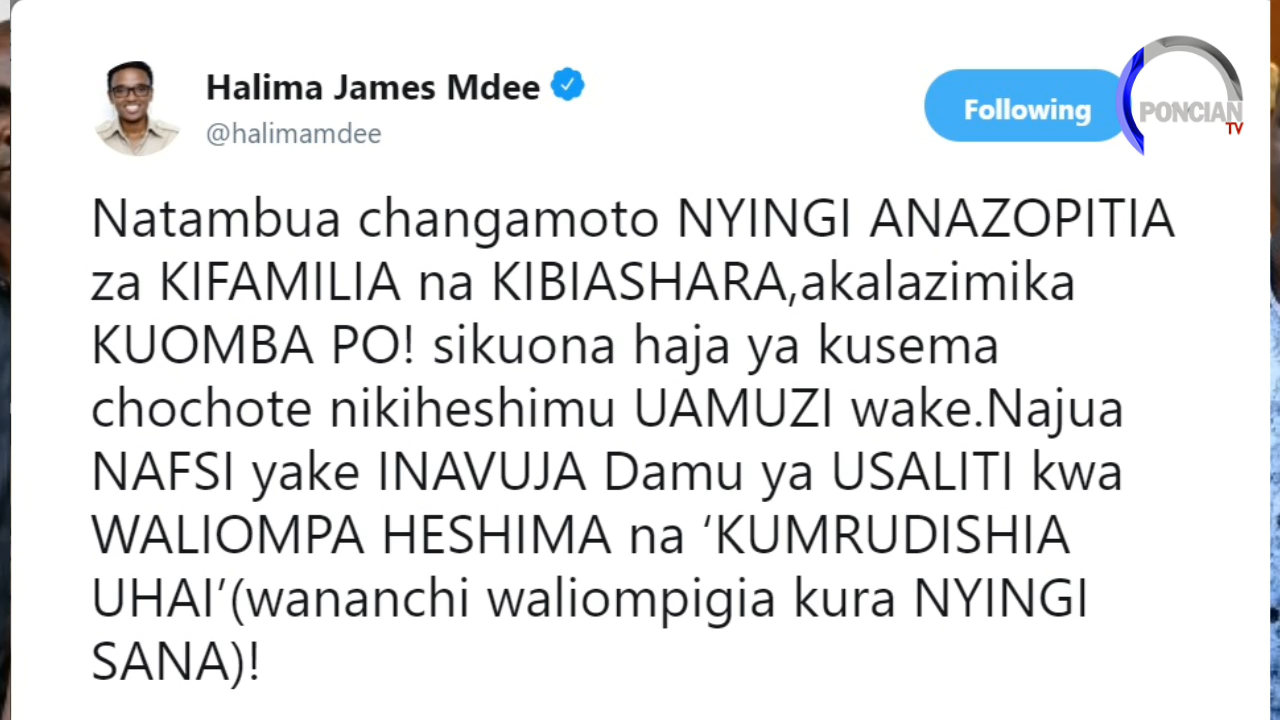 Halima James Mdee
@halimamdee
Following
PONCIAN
TV
Natambua changamoto NYINGI ANAZOPITIA
za KIFAMILIA na KIBIASHARA,akalazimika
KUOMBA PO! sikuona haja ya kusema
chochote nikiheshimu UAMUZI wake.Najua
NAFSI yake INAVUJA Damu ya USALITI kwa
WALIOMPA HESHIMA na ‘KUMRUDISHIA
UHAI’(wananchi waliompigia kura NYINGI
SANA)!